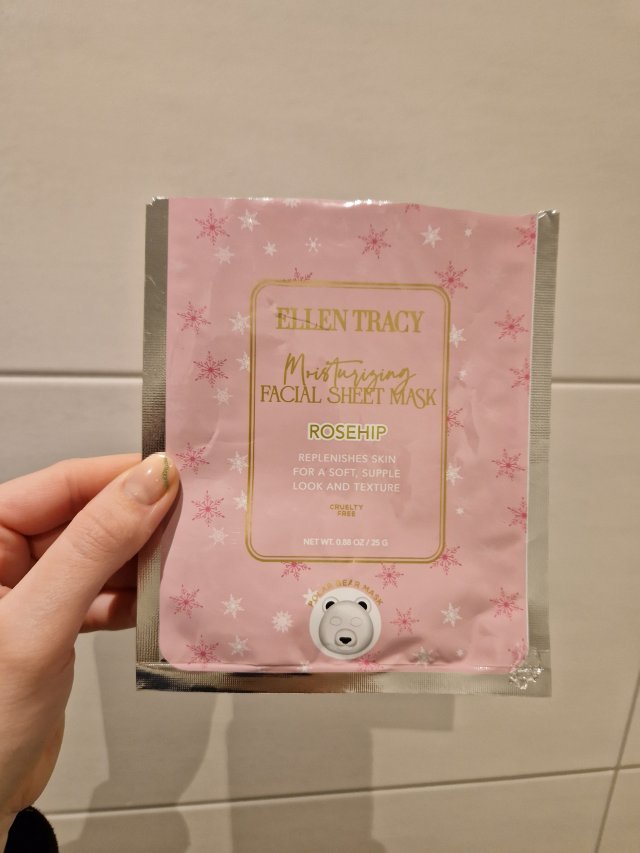 ELLEN TRACY
Moisturizing
FACIAL SHEET MASK
ROSEHIP
REPLENISHES SKIN
FOR A SOFT, SUPPLE
LOOK AND TEXTURE
CRUELTY
FREE
NET WT. 0.88 OZ / 25 G
POLAR BEAR MASK